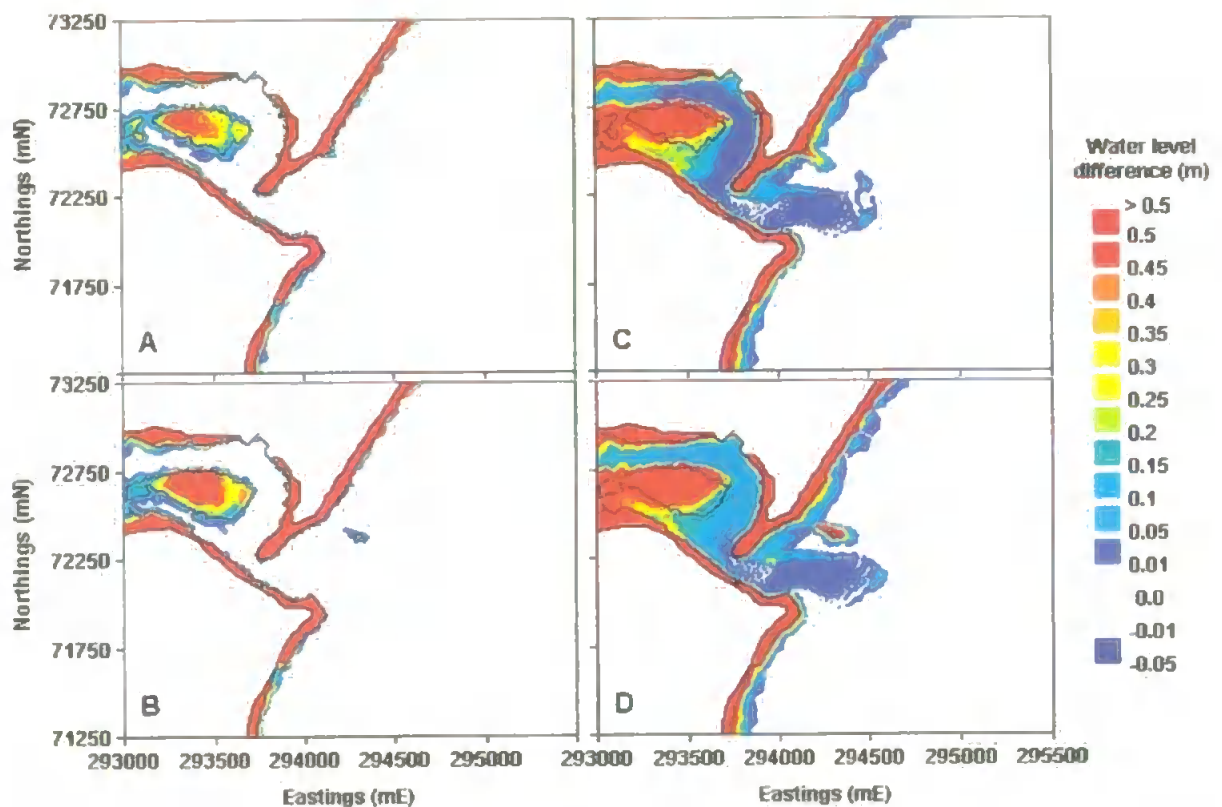 73250
72750
72250
71750
Northings (mN)
A
C
73250
72750
72250
71750
71250
Northings (mN)
B
D
293000 293500 294000 294500 295000
293000 293500 294000 294500 295000 295500
Eastings (mE)
Eastings (mE)
Water level
difference (m)
> 0.5
0.5
0.45
0.4
0.35
0.3
0.25
0.2
0.15
0.1
0.05
0.01
0.0
-0.01
-0.05